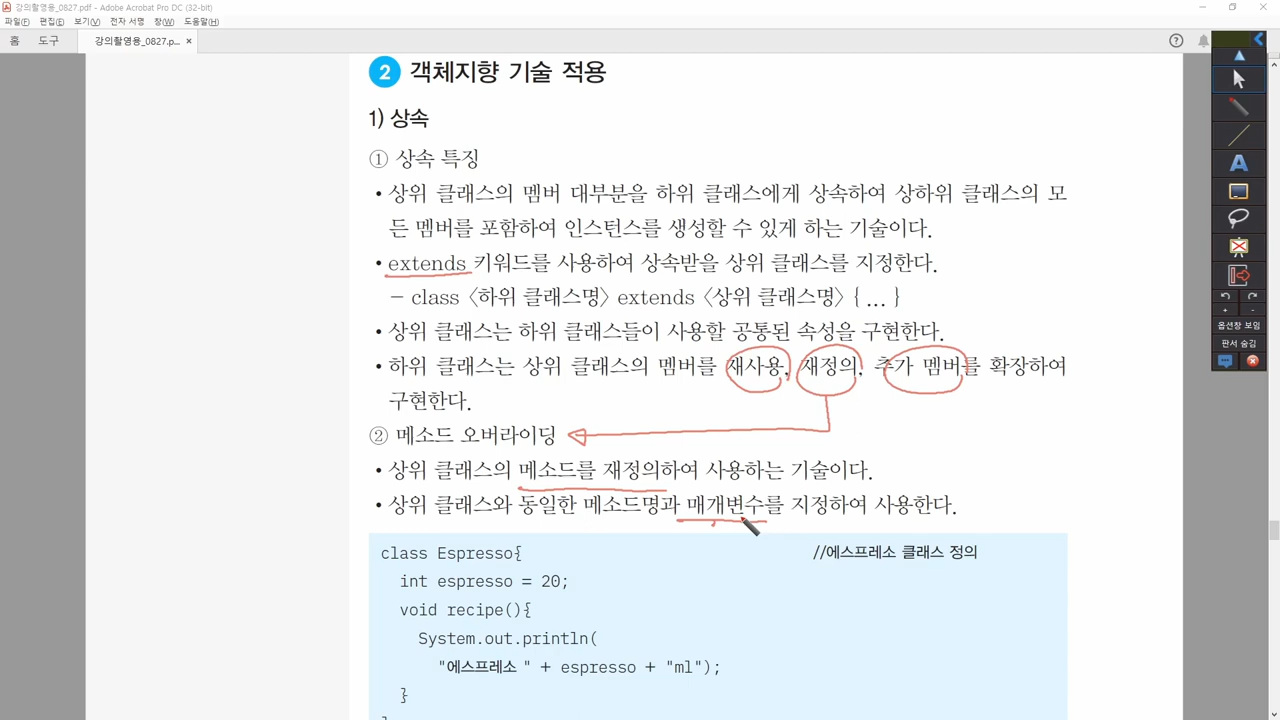 강의촬영용_0827.pdf - Adobe Acrobat Pro DC (32-bit)
파일(F) 편집(E) 보기(V) 전자 서명 창(W) 도움말(H)
홈 도구 강의촬영용_0827.p... ×
2 객체지향 기술 적용
1) 상속
① 상속 특징
• 상위 클래스의 멤버 대부분을 하위 클래스에게 상속하여 상하위 클래스의 모
든 멤버를 포함하여 인스턴스를 생성할 수 있게 하는 기술이다.
• extends 키워드를 사용하여 상속받을 상위 클래스를 지정한다.
- class <하위 클래스명> extends <상위 클래스명> { ... }
• 상위 클래스는 하위 클래스들이 사용할 공통된 속성을 구현한다.
• 하위 클래스는 상위 클래스의 멤버를 재사용, 재정의, 추가 멤버를 확장하여
구현한다.
② 메소드 오버라이딩
• 상위 클래스의 메소드를 재정의하여 사용하는 기술이다.
• 상위 클래스와 동일한 메소드명과 매개변수를 지정하여 사용한다.
class Espresso{ //에스프레소 클래스 정의
int espresso = 20;
void recipe(){
System.out.println(
"에스프레소 " + espresso + "ml");
}
}
A
+ -
옵션창 보임
판서 숨김